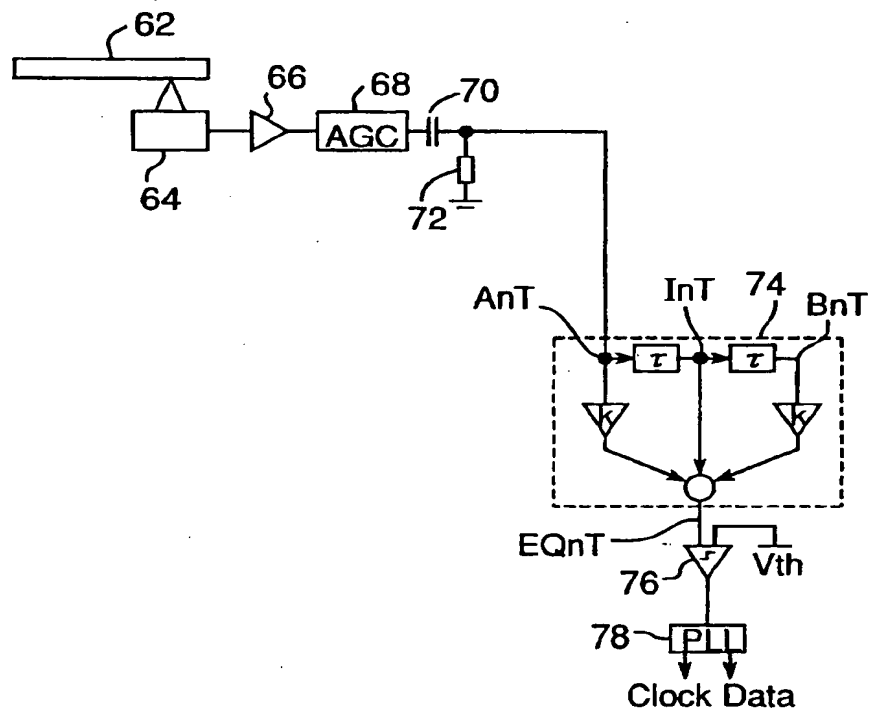 62
66
68
70
AGC
64
72
AnT
InT
74
BnT
τ
τ
K
K
EQnT
76
Vth
78
PLL
Clock Data